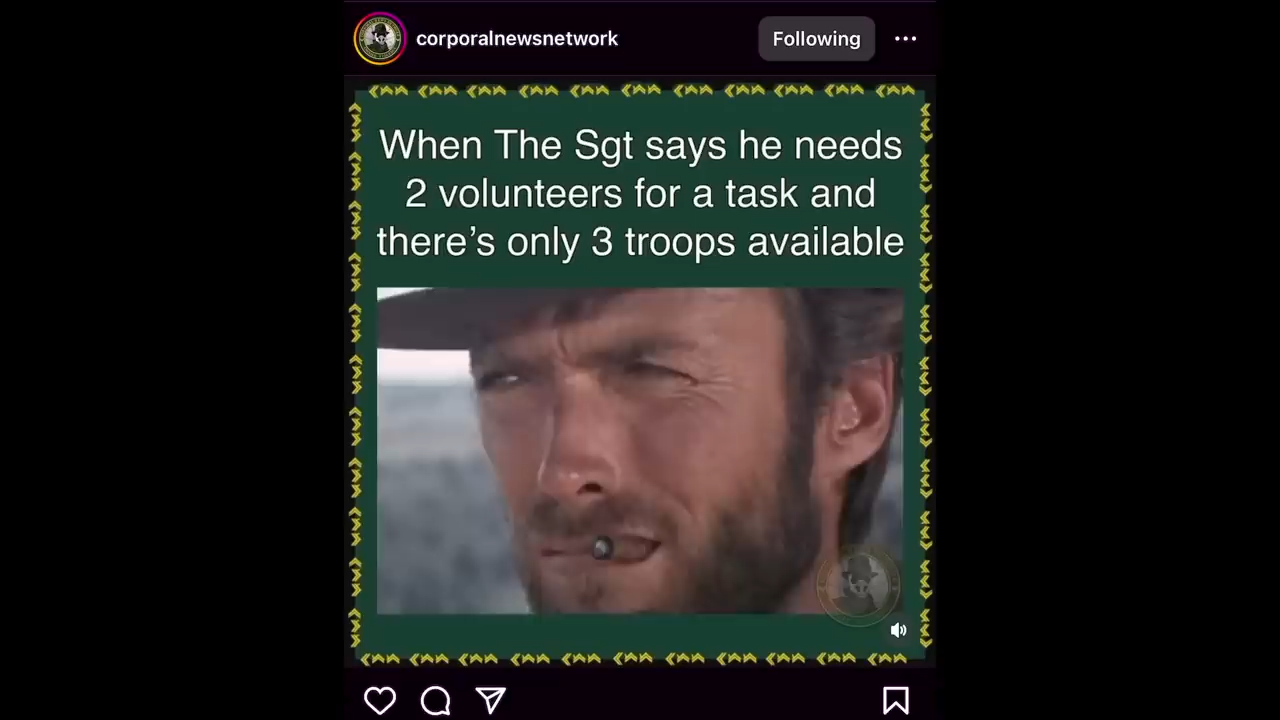 corporalnewsnetwork
Following
When The Sgt says he needs
2 volunteers for a task and
there's only 3 troops available